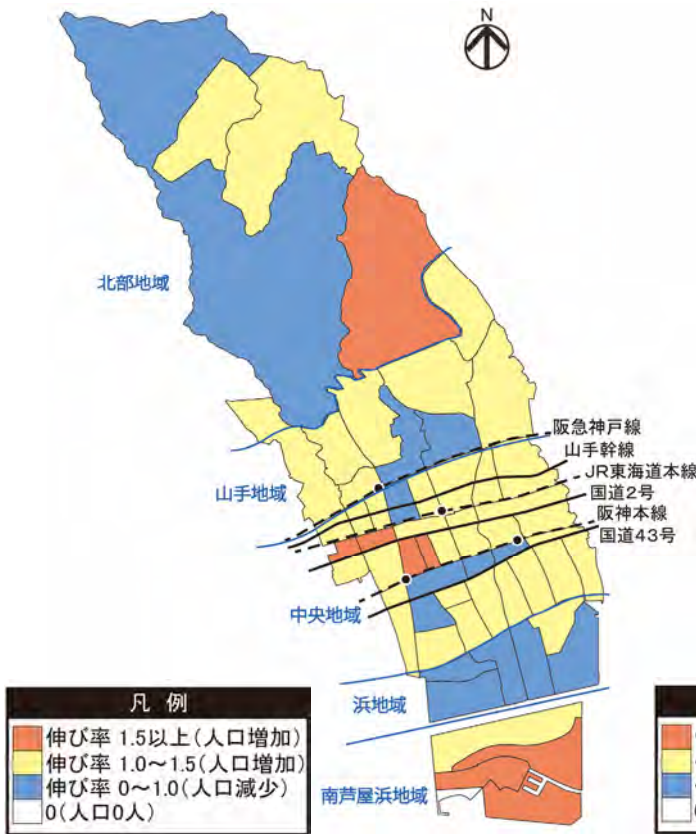 N
北部地域
阪急神戸線
山手幹線
JR東海道本線
国道2号
阪神本線
国道43号
山手地域
中央地域
浜地域
南芦屋浜地域
凡 例
伸び率 1.5以上(人口増加)
伸び率 1.0～1.5(人口増加)
伸び率 0～1.0(人口減少)
0(人口0人)